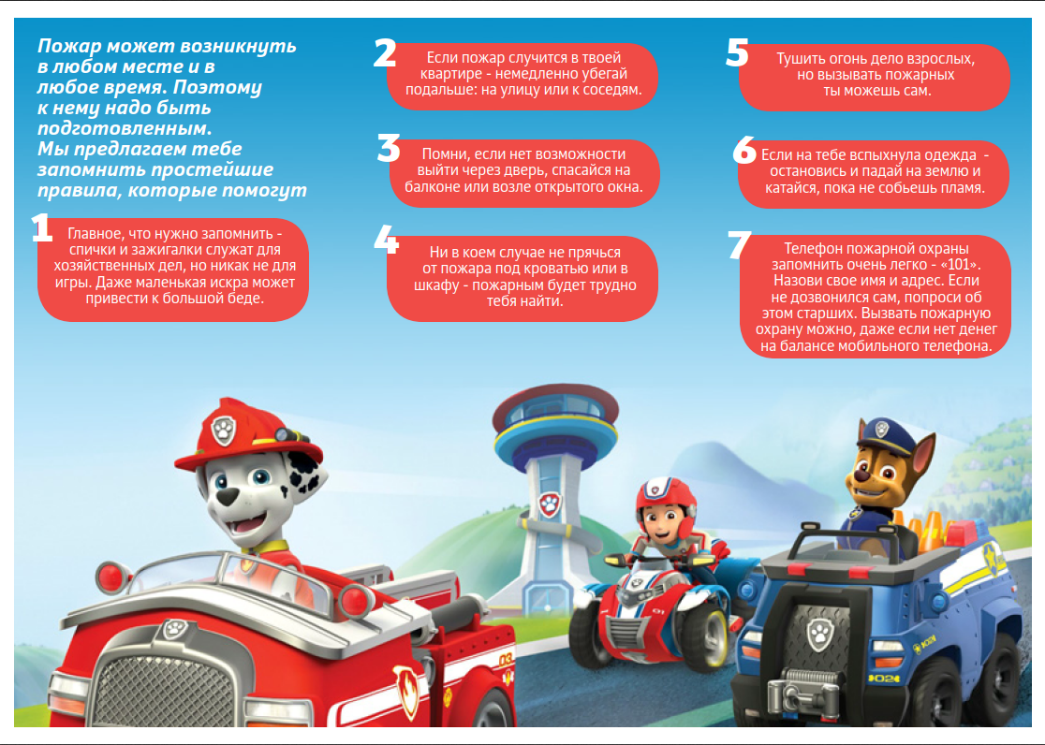 Пожар может возникнуть
в любом месте и в
любое время. Поэтому
к нему надо быть
подготовленным.
Мы предлагаем тебе
запомнить простейшие
правила, которые помогут
1
Главное, что нужно запомнить -
спички и зажигалки служат для
хозяйственных дел, но никак не для
игры. Даже маленькая искра может
привести к большой беде.
2
Если пожар случится в твоей
квартире - немедленно убегай
подальше: на улицу или к соседям.
3
Помни, если нет возможности
выйти через дверь, спасайся на
балконе или возле открытого окна.
4
Ни в коем случае не прячься
от пожара под кроватью или в
шкафу - пожарным будет трудно
тебя найти.
5
Тушить огонь дело взрослых,
но вызывать пожарных
ты можешь сам.
6
Если на тебе вспыхнула одежда -
остановись и падай на землю и
катайся, пока не собьешь пламя.
7
Телефон пожарной охраны
запомнить очень легко - «101».
Назови свое имя и адрес. Если
не дозвонился сам, попроси об
этом старших. Вызвать пожарную
охрану можно, даже если нет денег
на балансе мобильного телефона.
03
01
02